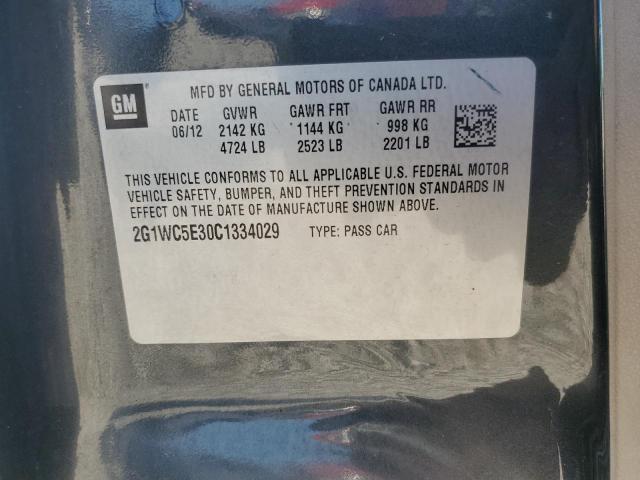 GM
MFD BY GENERAL MOTORS OF CANADA LTD.
DATE GVWR GAWR FRT GAWR RR
06/12 2142 KG 1144 KG 998 KG
4724 LB 2523 LB 2201 LB
THIS VEHICLE CONFORMS TO ALL APPLICABLE U.S. FEDERAL MOTOR
VEHICLE SAFETY, BUMPER, AND THEFT PREVENTION STANDARDS IN
EFFECT ON THE DATE OF MANUFACTURE SHOWN ABOVE.
2G1WC5E30C1334029 TYPE: PASS CAR